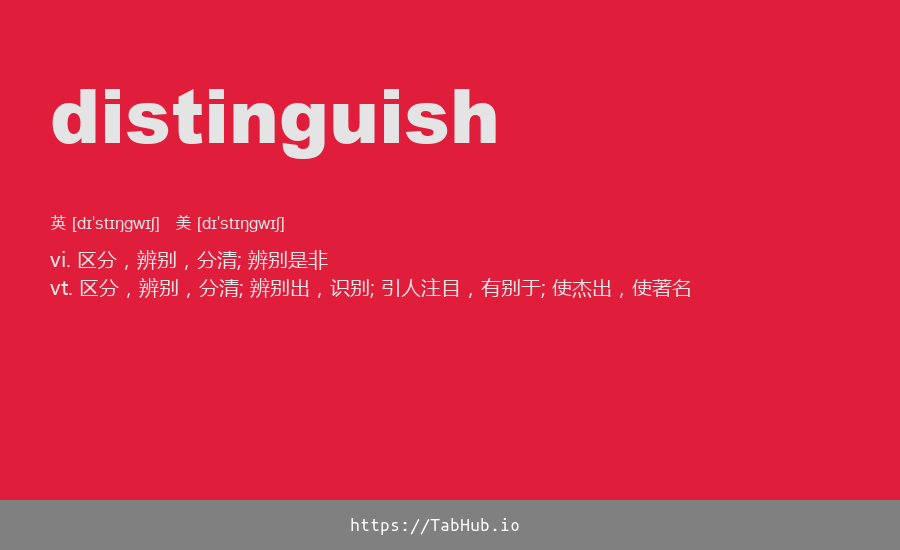 distinguish
英 [dɪˈstɪŋgwɪʃ] 美 [dɪˈstɪŋgwɪʃ]
vi. 区分，辨别，分清; 辨别是非
vt. 区分，辨别，分清; 辨别出，识别; 引人注目，有别于; 使杰出，使著名
https://TabHub.io